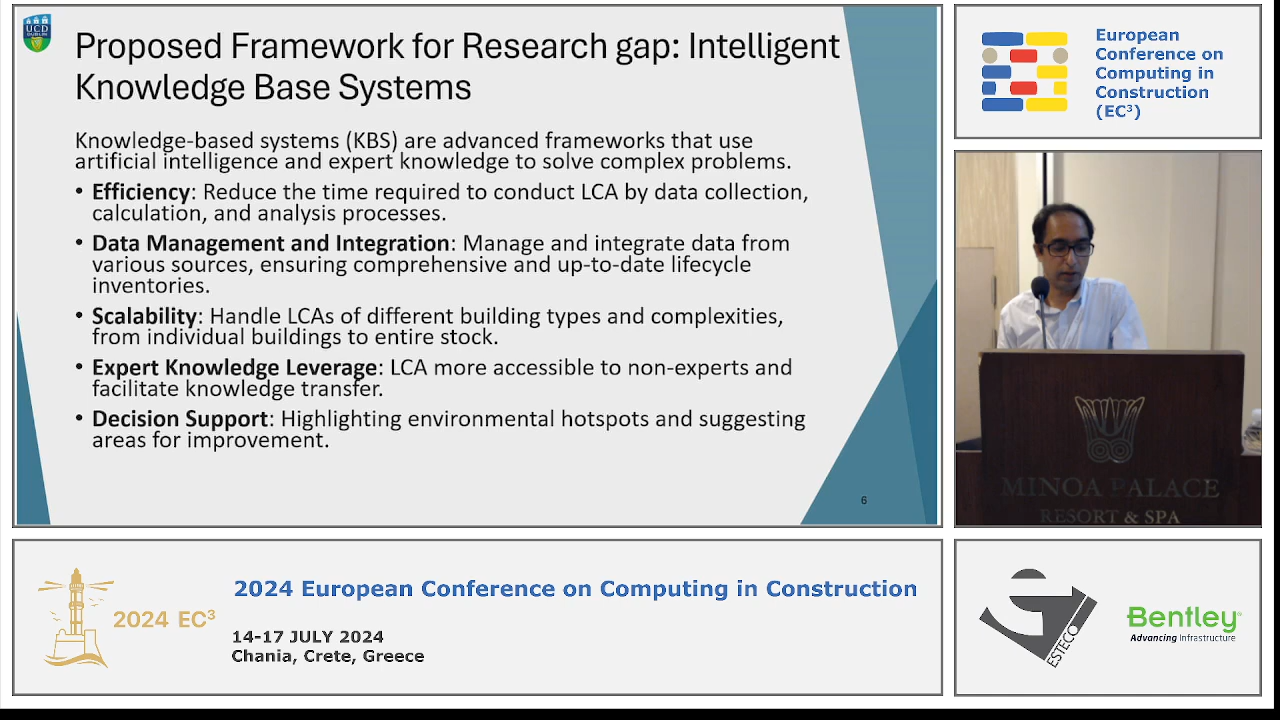 UCD
DUBLIN
Proposed Framework for Research gap: Intelligent
Knowledge Base Systems
Knowledge-based systems (KBS) are advanced frameworks that use
artificial intelligence and expert knowledge to solve complex problems.
• Efficiency: Reduce the time required to conduct LCA by data collection,
calculation, and analysis processes.
• Data Management and Integration: Manage and integrate data from
various sources, ensuring comprehensive and up-to-date lifecycle
inventories.
• Scalability: Handle LCAs of different building types and complexities,
from individual buildings to entire stock.
• Expert Knowledge Leverage: LCA more accessible to non-experts and
facilitate knowledge transfer.
• Decision Support: Highlighting environmental hotspots and suggesting
areas for improvement.
6
European
Conference on
Computing in
Construction
(EC³)
MINOA PALACE
RESORT & SPA
2024 EC³
2024 European Conference on Computing in Construction
14-17 JULY 2024
Chania, Crete, Greece
ESTECO
Bentley®
Advancing Infrastructure